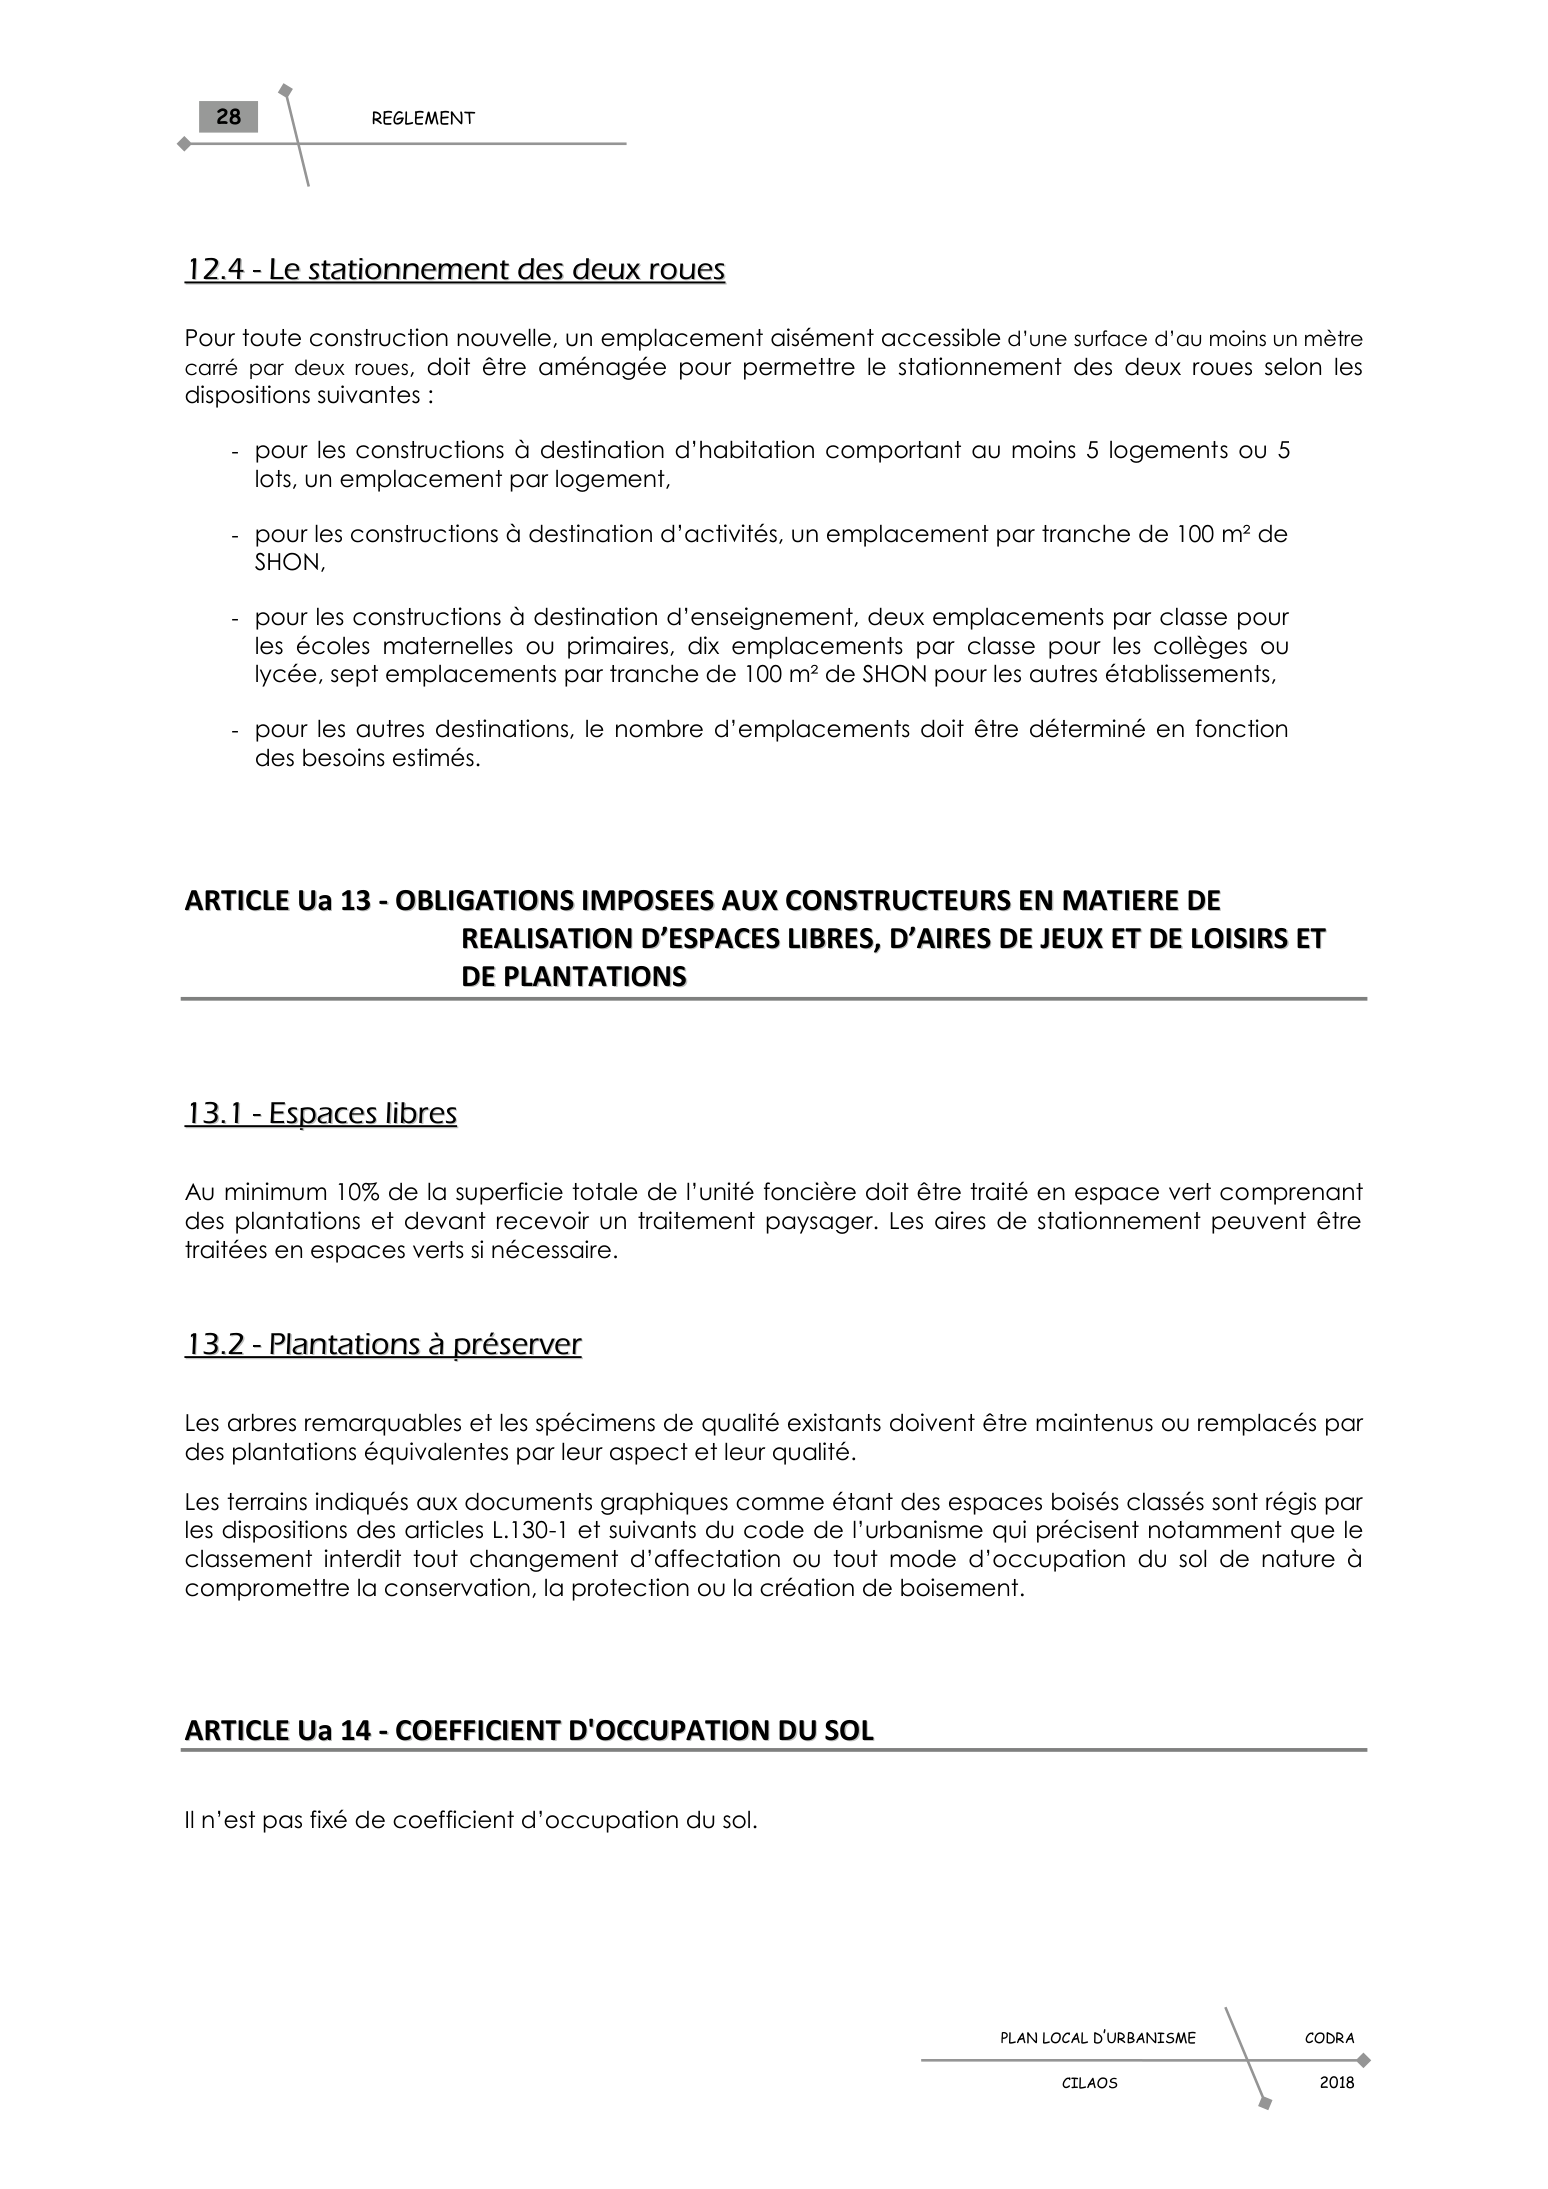 28
REGLEMENT
12.4 - Le stationnement des deux roues
Pour toute construction nouvelle, un emplacement aisément accessible d’une surface d’au moins un mètre
carré par deux roues, doit être aménagée pour permettre le stationnement des deux roues selon les
dispositions suivantes :
- pour les constructions à destination d’habitation comportant au moins 5 logements ou 5
lots, un emplacement par logement,
- pour les constructions à destination d’activités, un emplacement par tranche de 100 m² de
SHON,
- pour les constructions à destination d’enseignement, deux emplacements par classe pour
les écoles maternelles ou primaires, dix emplacements par classe pour les collèges ou
lycée, sept emplacements par tranche de 100 m² de SHON pour les autres établissements,
- pour les autres destinations, le nombre d’emplacements doit être déterminé en fonction
des besoins estimés.
ARTICLE Ua 13 - OBLIGATIONS IMPOSEES AUX CONSTRUCTEURS EN MATIERE DE
REALISATION D’ESPACES LIBRES, D’AIRES DE JEUX ET DE LOISIRS ET
DE PLANTATIONS
13.1 - Espaces libres
Au minimum 10% de la superficie totale de l’unité foncière doit être traité en espace vert comprenant
des plantations et devant recevoir un traitement paysager. Les aires de stationnement peuvent être
traitées en espaces verts si nécessaire.
13.2 - Plantations à préserver
Les arbres remarquables et les spécimens de qualité existants doivent être maintenus ou remplacés par
des plantations équivalentes par leur aspect et leur qualité.
Les terrains indiqués aux documents graphiques comme étant des espaces boisés classés sont régis par
les dispositions des articles L.130-1 et suivants du code de l’urbanisme qui précisent notamment que le
classement interdit tout changement d’affectation ou tout mode d’occupation du sol de nature à
compromettre la conservation, la protection ou la création de boisement.
ARTICLE Ua 14 - COEFFICIENT D'OCCUPATION DU SOL
Il n’est pas fixé de coefficient d’occupation du sol.
PLAN LOCAL D’URBANISME
CODRA
CILAOS
2018